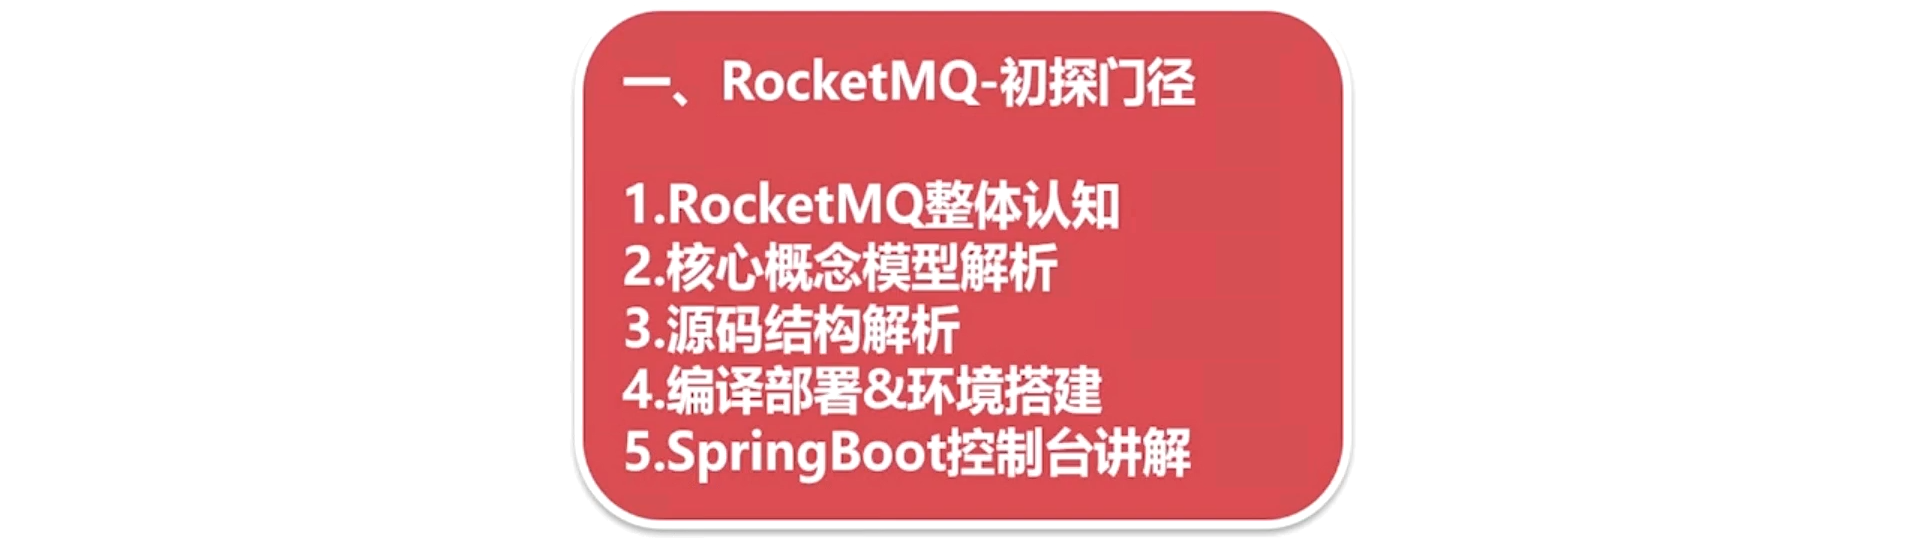 一、RocketMQ-初探门径
1.RocketMQ整体认知
2.核心概念模型解析
3.源码结构解析
4.编译部署&环境搭建
5.SpringBoot控制台讲解